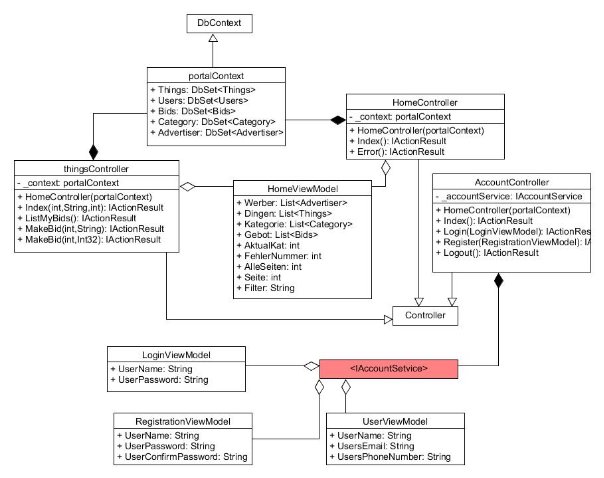 DbContext
portalContext
+ Things: DbSet<Things>
+ Users: DbSet<Users>
+ Bids: DbSet<Bids>
+ Category: DbSet<Category>
+ Advertiser: DbSet<Advertiser>
HomeController
- _context: portalContext
+ HomeController(portalContext)
+ Index(): IActionResult
+ Error(): IActionResult
thingsController
- _context: portalContext
+ HomeController(portalContext)
+ Index(int,String,int): IActionResult
+ ListMyBids(): IActionResult
+ MakeBid(int,String): IActionResult
+ MakeBid(int,Int32): IActionResult
HomeViewModel
+ Werber: List<Advertiser>
+ Dingen: List<Things>
+ Kategorie: List<Category>
+ Gebot: List<Bids>
+ AktualKat: int
+ FehlerNummer: int
+ AlleSeiten: int
+ Seite: int
+ Filter: String
AccountController
- _accountService: IAccountService
+ HomeController(portalContext)
+ Index(): IActionResult
+ Login(LoginViewModel): IActionRes
+ Register(RegistrationViewModel): IA
+ Logout(): IActionResult
Controller
LoginViewModel
+ UserName: String
+ UserPassword: String
<IAccountSetvice>
RegistrationViewModel
+ UserName: String
+ UserPassword: String
+ UserConfirmPassword: String
UserViewModel
+ UserName: String
+ UsersEmail: String
+ UsersPhoneNumber: String